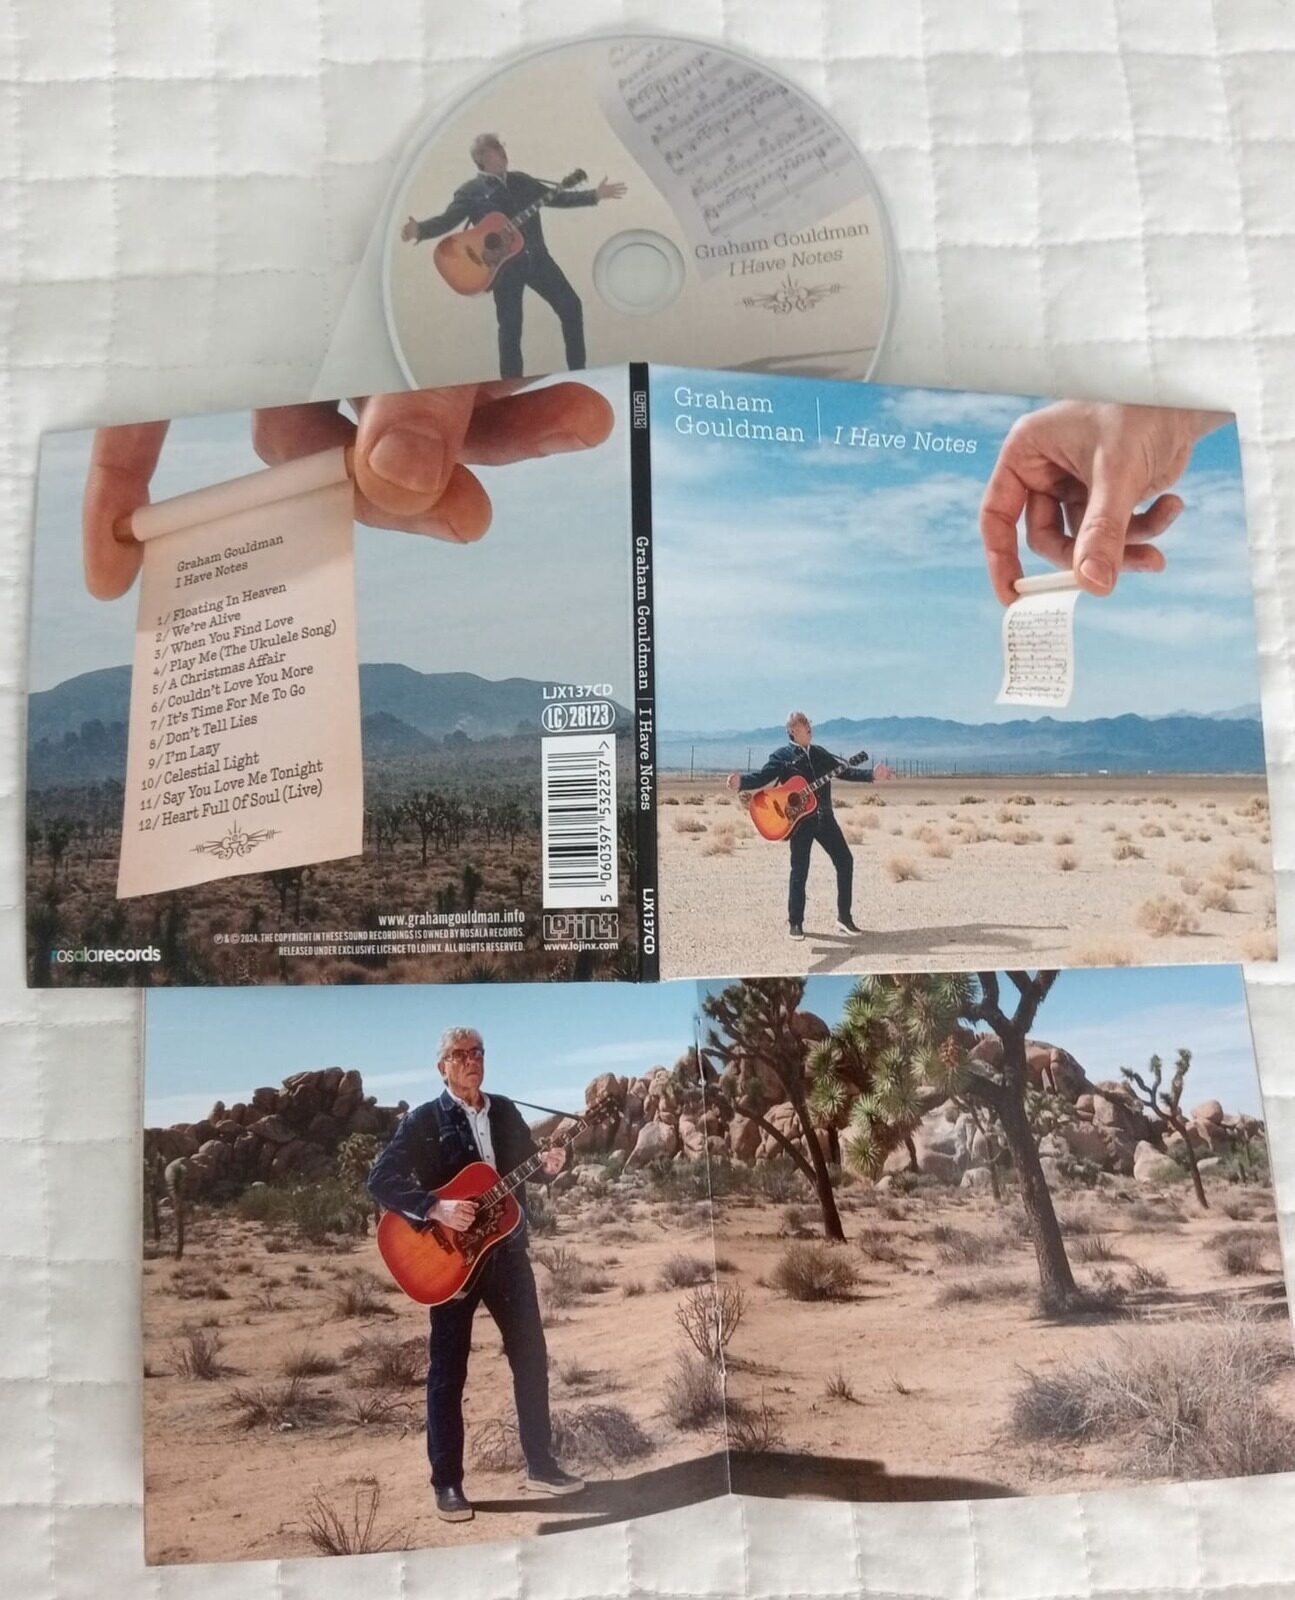 Graham Gouldman
I Have Notes
Graham
Gouldman
I Have Notes
Graham Gouldman
I Have Notes
1/ Floating In Heaven
2/ We're Alive
3/ When You Find Love
4/ Play Me (The Ukulele Song)
5/ A Christmas Affair
6/ Couldn't Love You More
7/ It's Time For Me To Go
8/ Don't Tell Lies
9/ I'm Lazy
10/ Celestial Light
11/ Say You Love Me Tonight
12/ Heart Full Of Soul (Live)
LJX137CD
LC 28123
5 060397 532237 >
www.grahamgouldman.info
℗ & © 2024. THE COPYRIGHT IN THESE SOUND RECORDINGS IS OWNED BY ROSALA RECORDS.
RELEASED UNDER EXCLUSIVE LICENCE TO LOJINX. ALL RIGHTS RESERVED.
rosalarecords
LOJINX
www.lojinx.com
LOJINX
Graham Gouldman | I Have Notes
LJX137CD